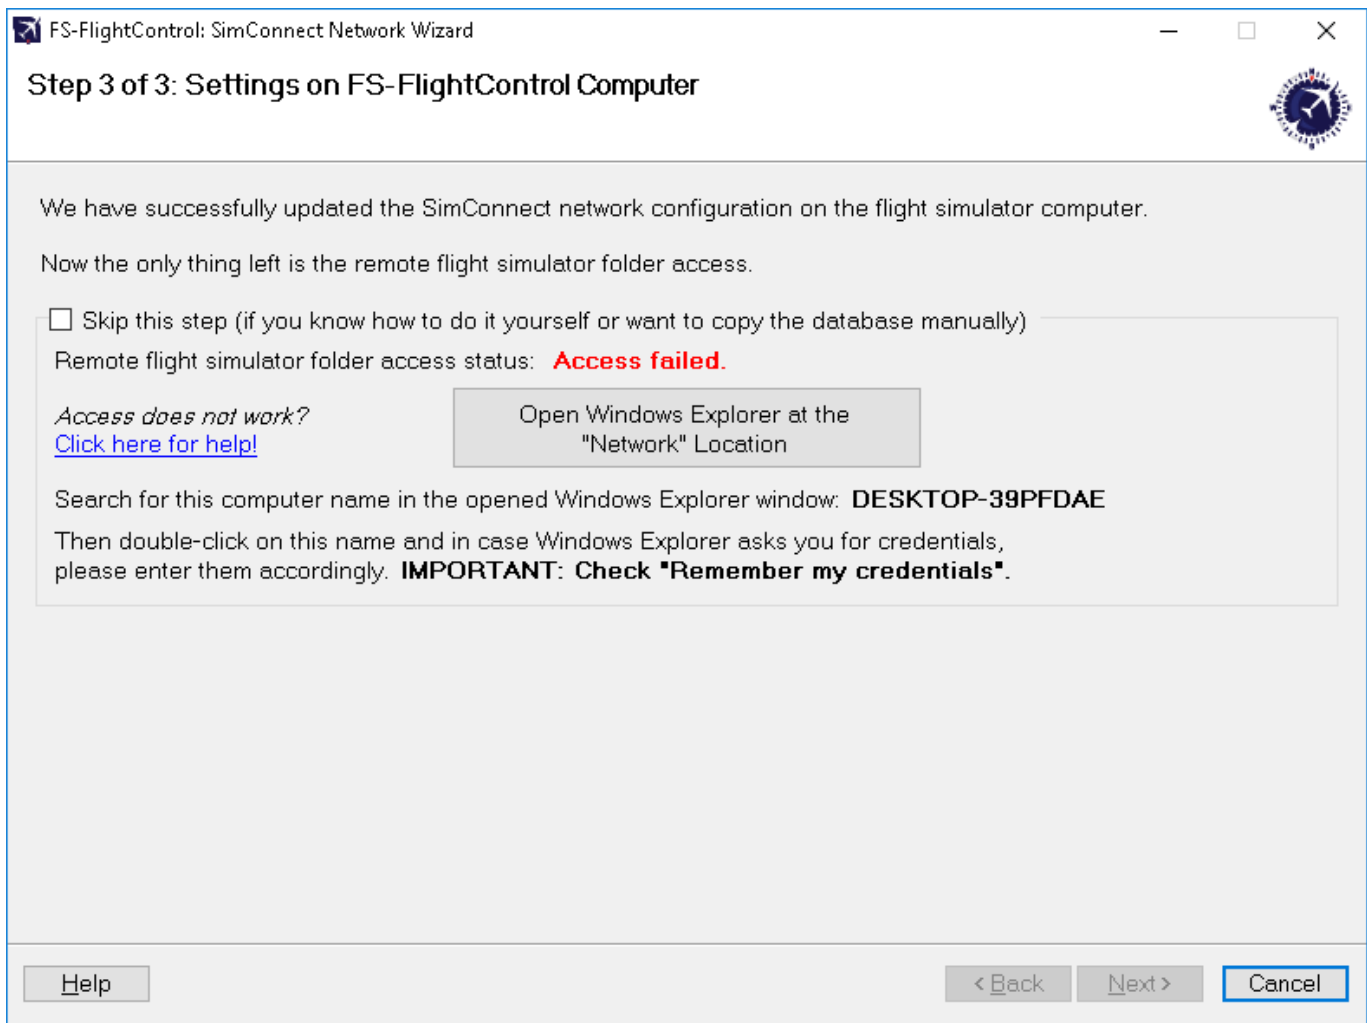 FS-FlightControl: SimConnect Network Wizard
Step 3 of 3: Settings on FS-FlightControl Computer
We have successfully updated the SimConnect network configuration on the flight simulator computer.
Now the only thing left is the remote flight simulator folder access.
Skip this step (if you know how to do it yourself or want to copy the database manually)
Remote flight simulator folder access status: Access failed.
Access does not work?
Click here for help!
Open Windows Explorer at the
"Network" Location
Search for this computer name in the opened Windows Explorer window: DESKTOP-39PFDAE
Then double-click on this name and in case Windows Explorer asks you for credentials,
please enter them accordingly. IMPORTANT: Check "Remember my credentials".
Help
< Back
Next >
Cancel